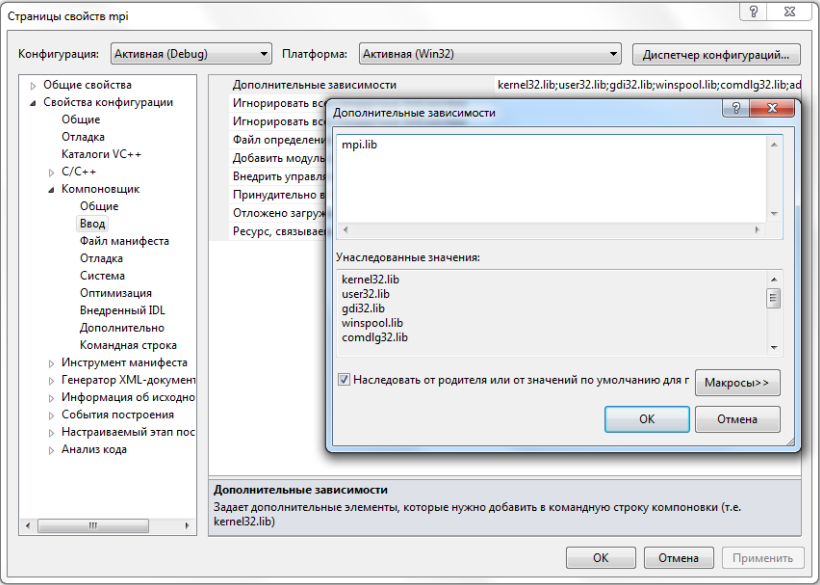 Страницы свойств mpi
Конфигурация: Активная (Debug) Платформа: Активная (Win32) Диспетчер конфигураций...
Общие свойства
Свойства конфигурации
Общие
Отладка
Каталоги VC++
C/C++
Компоновщик
Общие
Ввод
Файл манифеста
Отладка
Система
Оптимизация
Внедренный IDL
Дополнительно
Командная строка
Инструмент манифеста
Генератор XML-документ
Информация об исходно
События построения
Настраиваемый этап пос
Анализ кода
Дополнительные зависимости kernel32.lib;user32.lib;gdi32.lib;winspool.lib;comdlg32.lib;ad
Игнорировать все
Игнорировать все
Файл определени
Добавить модуль
Внедрить управля
Принудительно в
Отложено загруж
Ресурс, связывае
Дополнительные зависимости
mpi.lib
Унаследованные значения:
kernel32.lib
user32.lib
gdi32.lib
winspool.lib
comdlg32.lib
Наследовать от родителя или от значений по умолчанию для г
Макросы>>
OK Отмена
Дополнительные зависимости
Задает дополнительные элементы, которые нужно добавить в командную строку компоновки (т.е.
kernel32.lib)
OK Отмена Применить